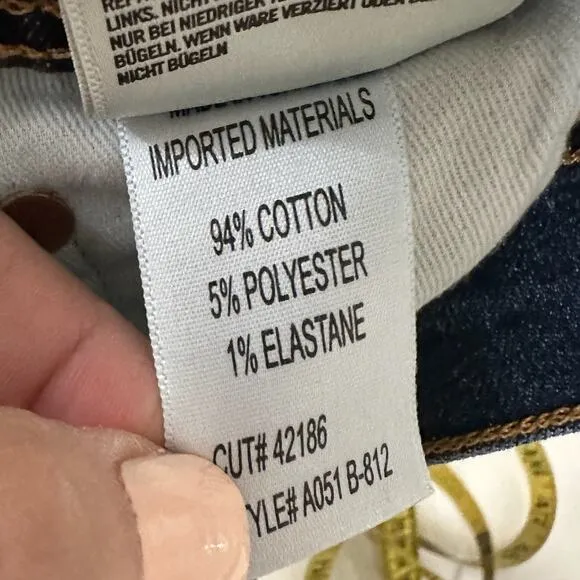 LINKS. NICHT
NUR BEI NIEDRIGER
BÜGELN. WENN WARE VERZIERT ODER
NICHT BÜGELN
IMPORTED MATERIALS
94% COTTON
5% POLYESTER
1% ELASTANE
CUT# 42186
YLE# A051 B-812